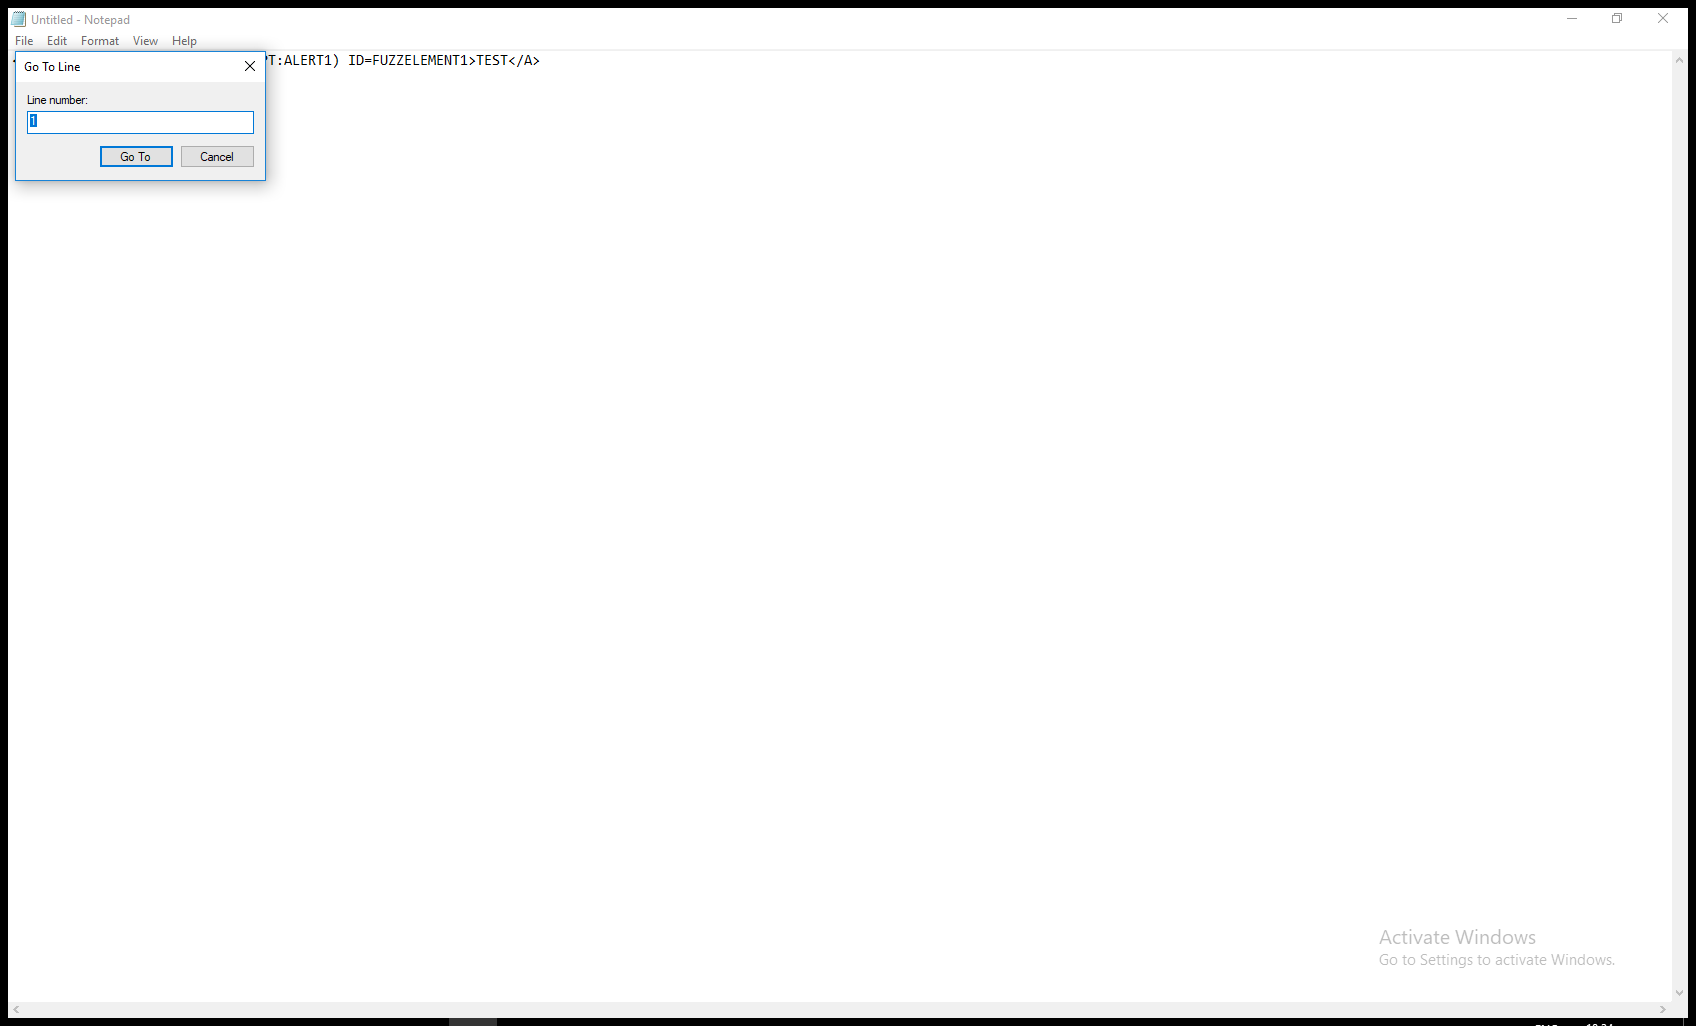 Untitled - Notepad
File Edit Format View Help
T:ALERT1) ID=FUZZELEMENT1>TEST</A>
Go To Line
Line number:
1
Go To Cancel
Activate Windows
Go to Settings to activate Windows.